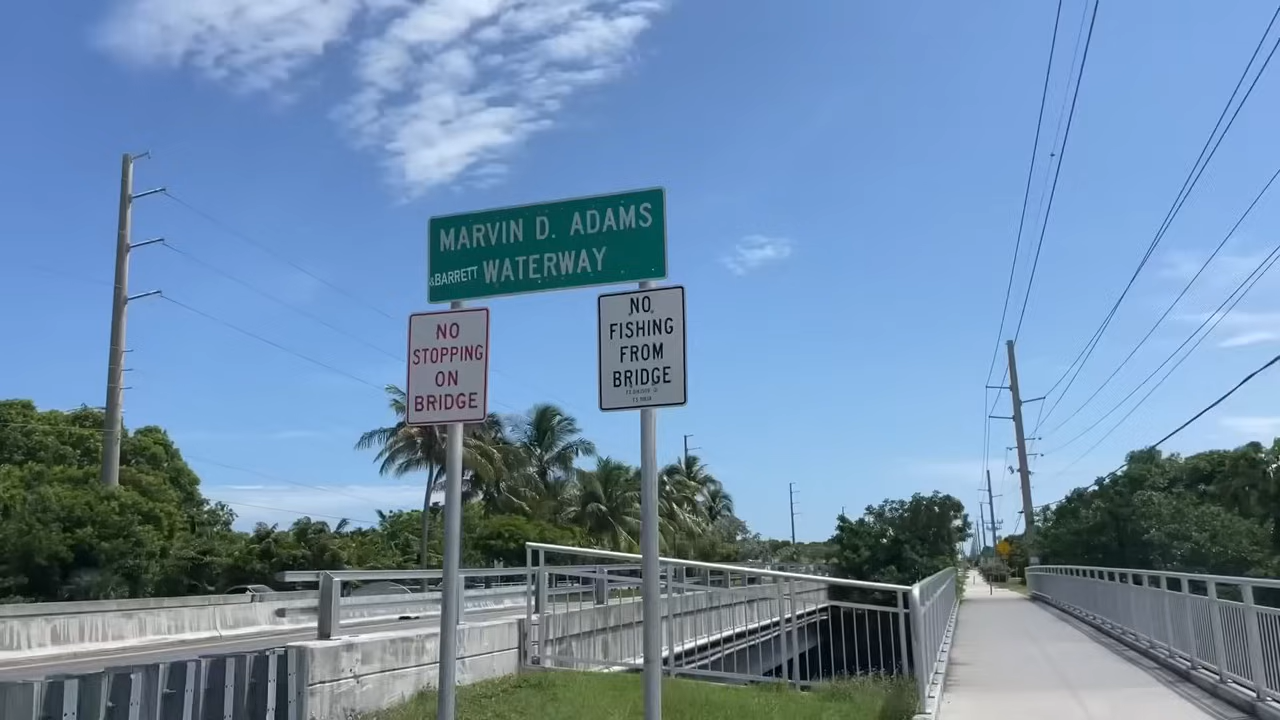 MARVIN D. ADAMS
&BARRETT WATERWAY
NO
STOPPING
ON
BRIDGE
NO
FISHING
FROM
BRIDGE